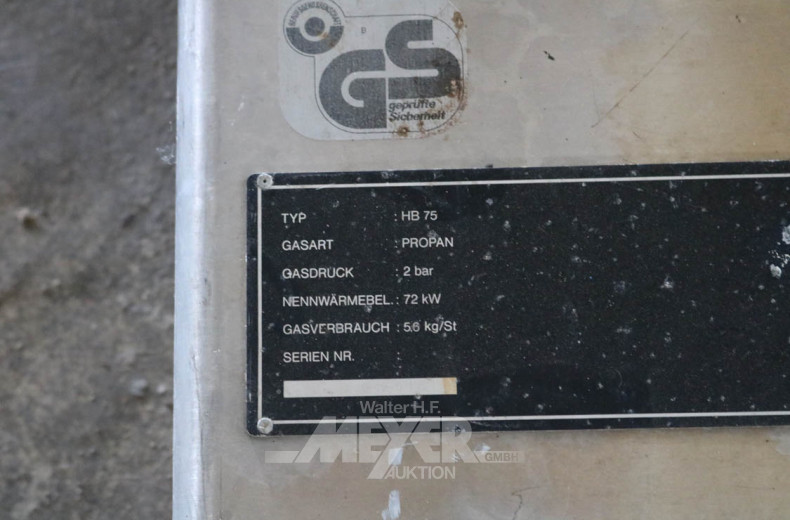 GS
geprüfte
Sicherheit
TYP : HB 75
GASART : PROPAN
GASDRUCK : 2 bar
NENNWÄRMEBEL. : 72 kW
GASVERBRAUCH : 5.6 kg/St
SERIEN NR. :
Walter H.F.
MEYER
GMBH
AUKTION